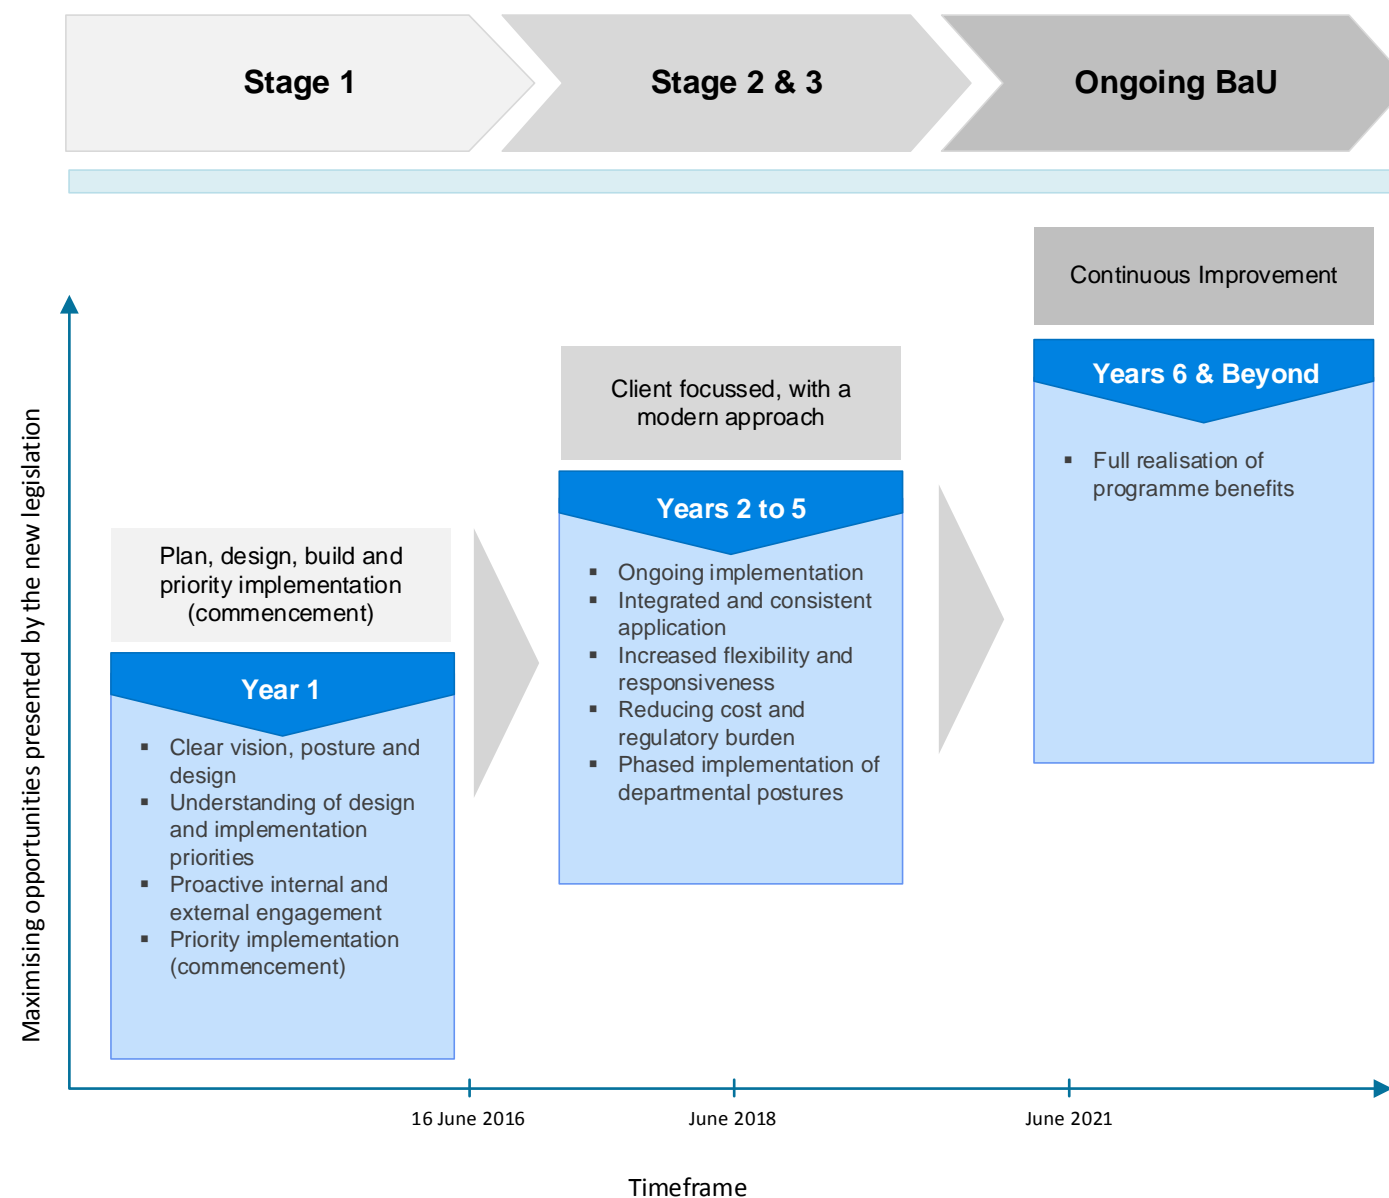 Stage 1
Stage 2 & 3
Ongoing BaU
Continuous Improvement
Years 6 & Beyond
▪ Full realisation of
programme benefits
Client focussed, with a
modern approach
Years 2 to 5
▪ Ongoing implementation
▪ Integrated and consistent
application
▪ Increased flexibility and
responsiveness
▪ Reducing cost and
regulatory burden
▪ Phased implementation of
departmental postures
Plan, design, build and
priority implementation
(commencement)
Year 1
▪ Clear vision, posture and
design
▪ Understanding of design
and implementation
priorities
▪ Proactive internal and
external engagement
▪ Priority implementation
(commencement)
Maximising opportunities presented by the new legislation
16 June 2016
June 2018
June 2021
Timeframe